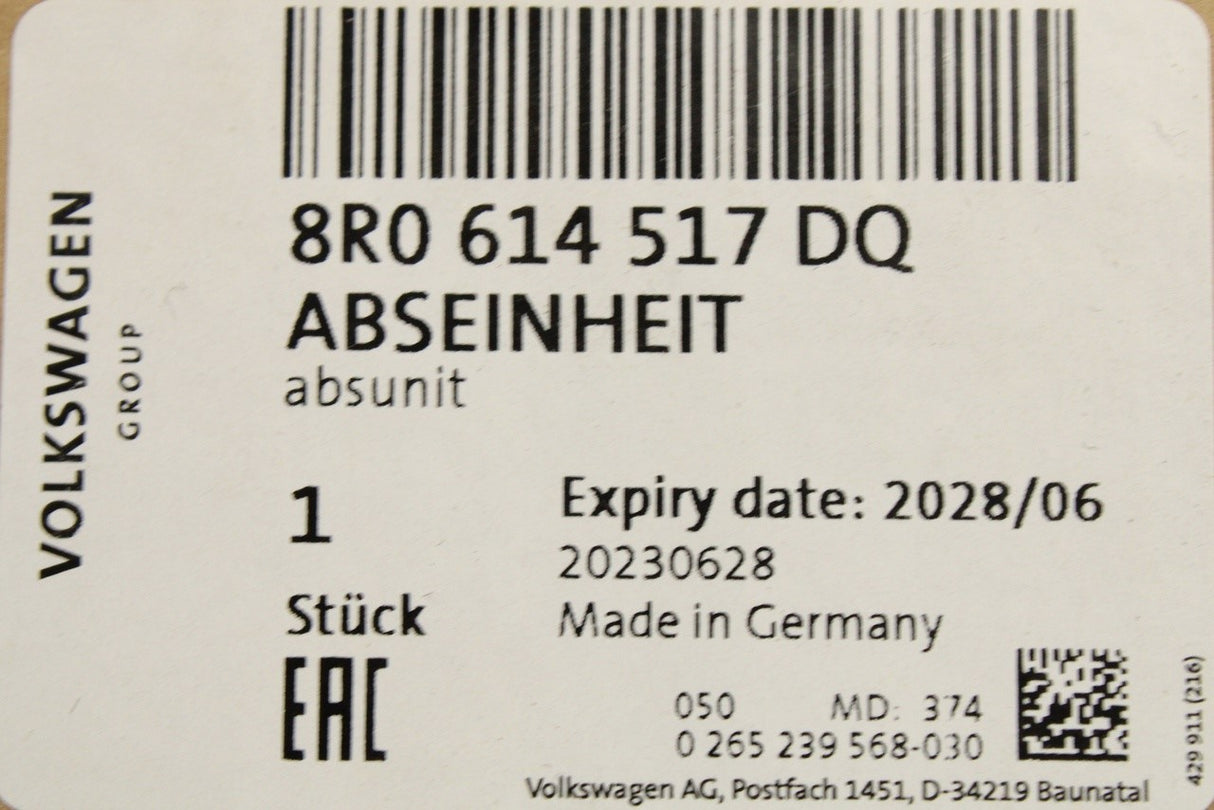 VOLKSWAGEN
GROUP
8R0 614 517 DQ
ABSEINHEIT
absunit
1
Expiry date: 2028/06
20230628
Stück
Made in Germany
EAC
050 MD: 374
0 265 239 568-030
429 911 (216)
Volkswagen AG, Postfach 1451, D-34219 Baunatal